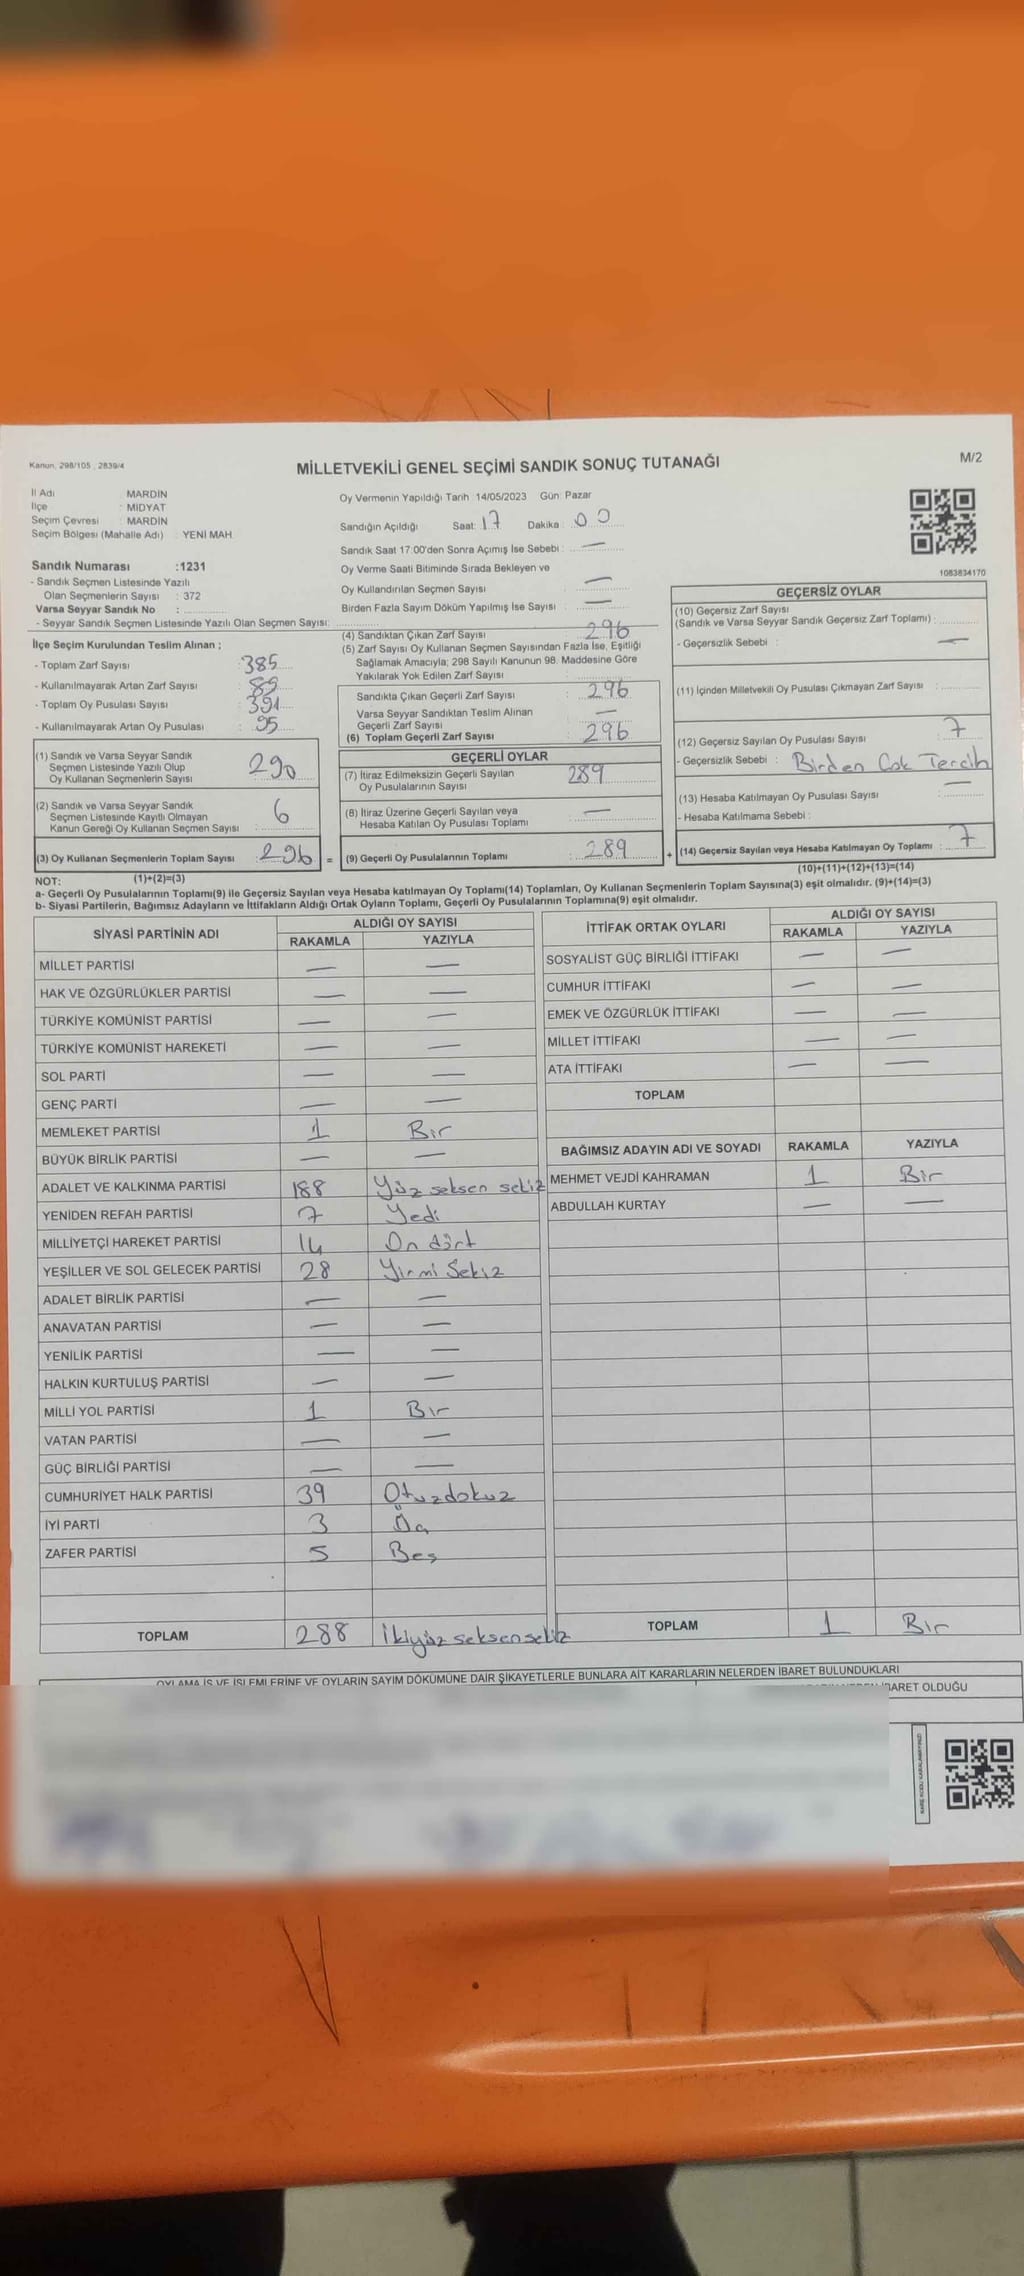 Kanun, 298/105 , 2839/4
MİLLETVEKİLİ GENEL SEÇİMİ SANDIK SONUÇ TUTANAĞI
M/2
İl Adı : MARDİN
İlçe : MİDYAT
Seçim Çevresi : MARDİN
Seçim Bölgesi (Mahalle Adı) : YENİ MAH.
Sandık Numarası :1231
- Sandık Seçmen Listesinde Yazılı
Olan Seçmenlerin Sayısı : 372
Varsa Seyyar Sandık No :
- Seyyar Sandık Seçmen Listesinde Yazılı Olan Seçmen Sayısı:
Oy Vermenin Yapıldığı Tarih :14/05/2023 Gün: Pazar
Sandığın Açıldığı Saat: 17 Dakika : 00
Sandık Saat 17.00'den Sonra Açımış İse Sebebi : —
Oy Verme Saati Bitiminde Sırada Bekleyen ve
Oy Kullandırılan Seçmen Sayısı : —
Birden Fazla Sayım Döküm Yapılmış İse Sayısı : —
1083834170
İlçe Seçim Kurulundan Teslim Alınan ;
- Toplam Zarf Sayısı : 385
- Kullanılmayarak Artan Zarf Sayısı : 89
- Toplam Oy Pusulası Sayısı : 391
- Kullanılmayarak Artan Oy Pusulası : 95
(1) Sandık ve Varsa Seyyar Sandık
Seçmen Listesinde Yazılı Olup
Oy Kullanan Seçmenlerin Sayısı : 290
(2) Sandık ve Varsa Seyyar Sandık
Seçmen Listesinde Kayıtlı Olmayan
Kanun Gereği Oy Kullanan Seçmen Sayısı : 6
(3) Oy Kullanan Seçmenlerin Toplam Sayısı : 296 =
(1)+(2)=(3)
(4) Sandıktan Çıkan Zarf Sayısı : 296
(5) Zarf Sayısı Oy Kullanan Seçmen Sayısından Fazla İse, Eşitliği
Sağlamak Amacıyla; 298 Sayılı Kanunun 98. Maddesine Göre
Yakılarak Yok Edilen Zarf Sayısı :
Sandıkta Çıkan Geçerli Zarf Sayısı : 296
Varsa Seyyar Sandıktan Teslim Alınan
Geçerli Zarf Sayısı : —
(6) Toplam Geçerli Zarf Sayısı : 296
GEÇERLİ OYLAR
(7) İtiraz Edilmeksizin Geçerli Sayılan
Oy Pusulalarının Sayısı : 289
(8) İtiraz Üzerine Geçerli Sayılan veya
Hesaba Katılan Oy Pusulası Toplamı : —
(9) Geçerli Oy Pusulalarının Toplamı : 289 +
GEÇERSİZ OYLAR
(10) Geçersiz Zarf Sayısı
(Sandık ve Varsa Seyyar Sandık Geçersiz Zarf Toplamı) :
- Geçersizlik Sebebi : —
(11) İçinden Milletvekili Oy Pusulası Çıkmayan Zarf Sayısı :
(12) Geçersiz Sayılan Oy Pusulası Sayısı : 7
- Geçersizlik Sebebi : Birden Çok Tercih
(13) Hesaba Katılmayan Oy Pusulası Sayısı : —
- Hesaba Katılmama Sebebi :
(14) Geçersiz Sayılan veya Hesaba Katılmayan Oy Toplamı : 7
(10)+(11)+(12)+(13)=(14)
NOT:
a- Geçerli Oy Pusulalarının Toplamı(9) ile Geçersiz Sayılan veya Hesaba katılmayan Oy Toplamı(14) Toplamları, Oy Kullanan Seçmenlerin Toplam Sayısına(3) eşit olmalıdır. (9)+(14)=(3)
b- Siyasi Partilerin, Bağımsız Adayların ve İttifakların Aldığı Ortak Oyların Toplamı, Geçerli Oy Pusulalarının Toplamına(9) eşit olmalıdır.
SİYASİ PARTİNİN ADI ALDIĞI OY SAYISI
RAKAMLA YAZIYLA
MİLLET PARTİSİ — —
HAK VE ÖZGÜRLÜKLER PARTİSİ — —
TÜRKİYE KOMÜNİST PARTİSİ — —
TÜRKİYE KOMÜNİST HAREKETİ — —
SOL PARTİ — —
GENÇ PARTİ — —
MEMLEKET PARTİSİ 1 Bir
BÜYÜK BİRLİK PARTİSİ — —
ADALET VE KALKINMA PARTİSİ 188 Yüz seksen sekiz
YENİDEN REFAH PARTİSİ 7 Yedi
MİLLİYETÇİ HAREKET PARTİSİ 14 On dört
YEŞİLLER VE SOL GELECEK PARTİSİ 28 Yirmi Sekiz
ADALET BİRLİK PARTİSİ — —
ANAVATAN PARTİSİ — —
YENİLİK PARTİSİ — —
HALKIN KURTULUŞ PARTİSİ — —
MİLLİ YOL PARTİSİ 1 Bir
VATAN PARTİSİ — —
GÜÇ BİRLİĞİ PARTİSİ — —
CUMHURİYET HALK PARTİSİ 39 Otuzdokuz
İYİ PARTİ 3 Üç
ZAFER PARTİSİ 5 Beş
TOPLAM 288 İkiyüz seksen sekiz
İTTİFAK ORTAK OYLARI ALDIĞI OY SAYISI
RAKAMLA YAZIYLA
SOSYALİST GÜÇ BİRLİĞİ İTTİFAKI — —
CUMHUR İTTİFAKI — —
EMEK VE ÖZGÜRLÜK İTTİFAKI — —
MİLLET İTTİFAKI — —
ATA İTTİFAKI — —
TOPLAM
BAĞIMSIZ ADAYIN ADI VE SOYADI RAKAMLA YAZIYLA
MEHMET VEJDİ KAHRAMAN 1 Bir
ABDULLAH KURTAY — —
TOPLAM 1 Bir
OYLAMA İŞ VE İŞLEMLERİNE VE OYLARIN SAYIM DÖKÜMÜNE DAİR ŞİKAYETLERLE BUNLARA AİT KARARLARIN NELERDEN İBARET BULUNDUKLARI
OLDUĞU